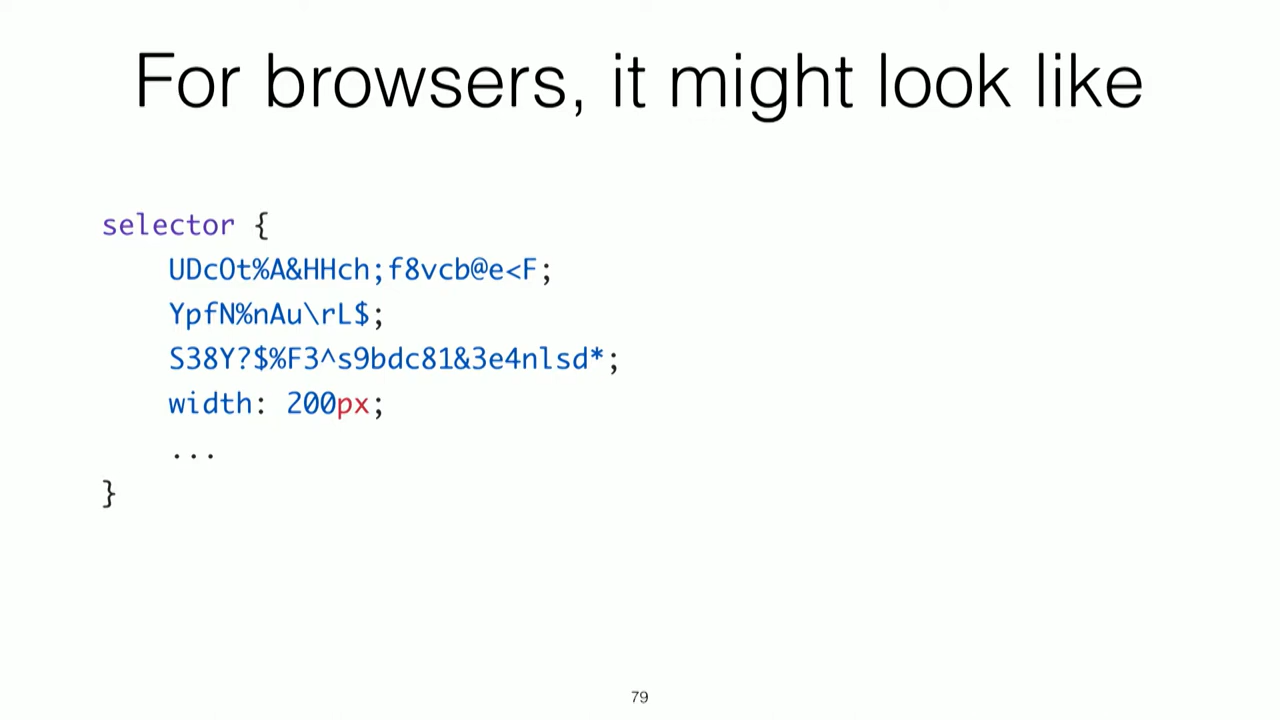 For browsers, it might look like
selector {
UDcOt%A&HHch;f8vcb@e<F;
YpfN%nAu\rL$;
S38Y?$%F3^s9bdc81&3e4nlsd*;
width: 200px;
...
}
79